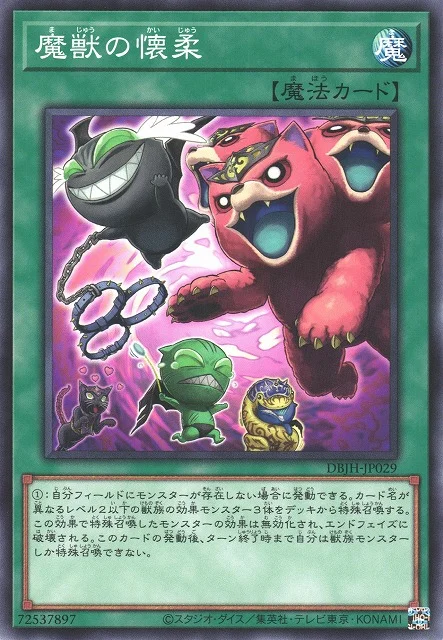 魔獣の懐柔
魔
【魔法カード】
DBJH-JP029
①：自分フィールドにモンスターが存在しない場合に発動できる。カード名が
異なるレベル２以下の獣族の効果モンスター３体をデッキから特殊召喚する。
この効果で特殊召喚したモンスターの効果は無効化され、エンドフェイズに
破壊される。このカードの発動後、ターン終了時まで自分は獣族モンスター
しか特殊召喚できない。
72537897
©スタジオ・ダイス／集英社・テレビ東京・KONAMI